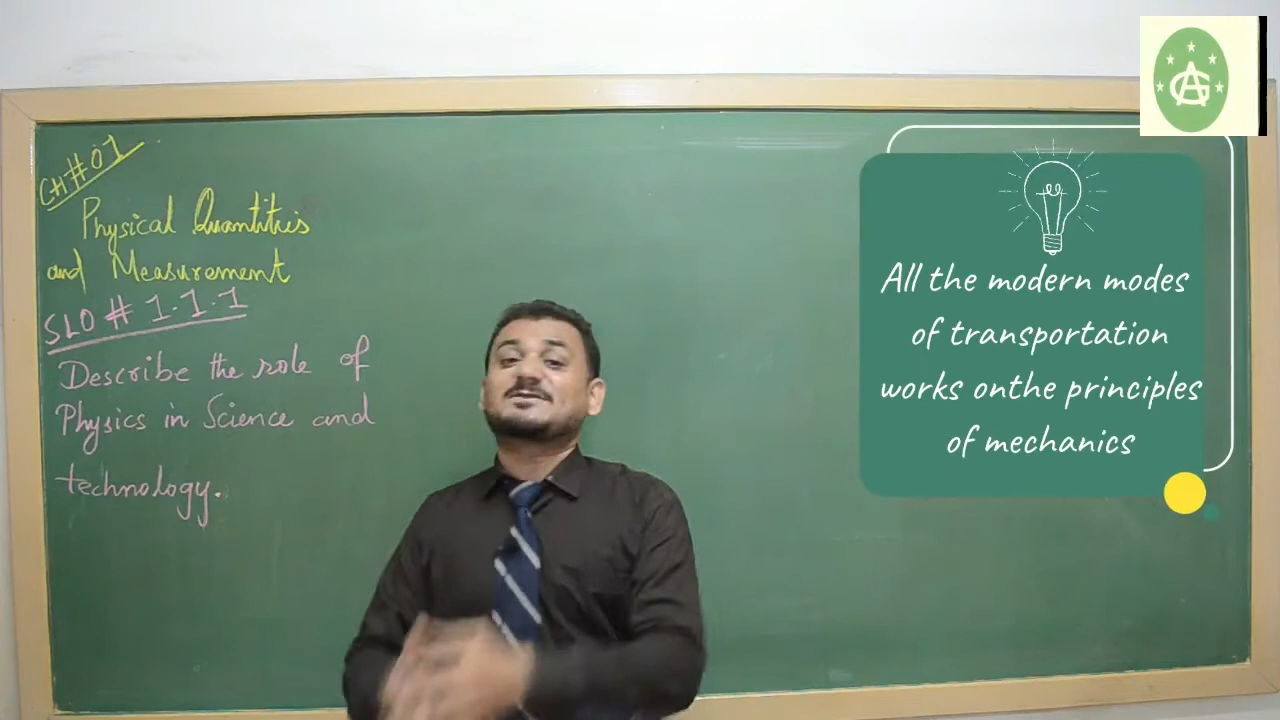 CH # 01
Physical Quantities
and Measurement
SLO # 1.1.1
Describe the role of
Physics in Science and
technology.
All the modern modes
of transportation
works onthe principles
of mechanics